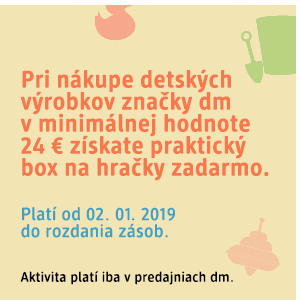 Pri nákupe detských
výrobkov značky dm
v minimálnej hodnote
24 € získate praktický
box na hračky zadarmo.
Platí od 02. 01. 2019
do rozdania zásob.
Aktivita platí iba v predajniach dm.